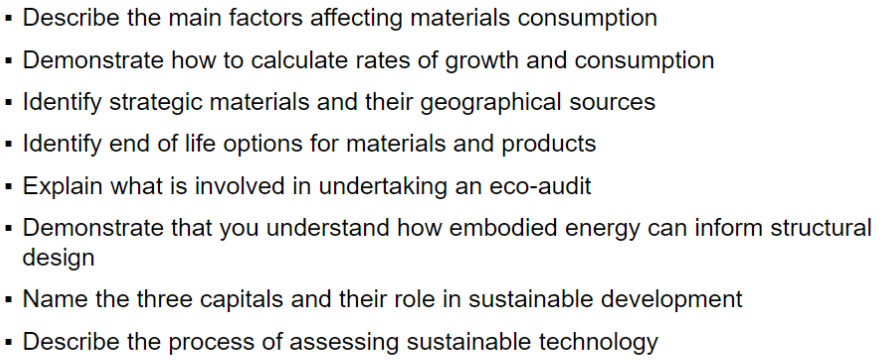 ▪ Describe the main factors affecting materials consumption
▪ Demonstrate how to calculate rates of growth and consumption
▪ Identify strategic materials and their geographical sources
▪ Identify end of life options for materials and products
▪ Explain what is involved in undertaking an eco-audit
▪ Demonstrate that you understand how embodied energy can inform structural
design
▪ Name the three capitals and their role in sustainable development
▪ Describe the process of assessing sustainable technology